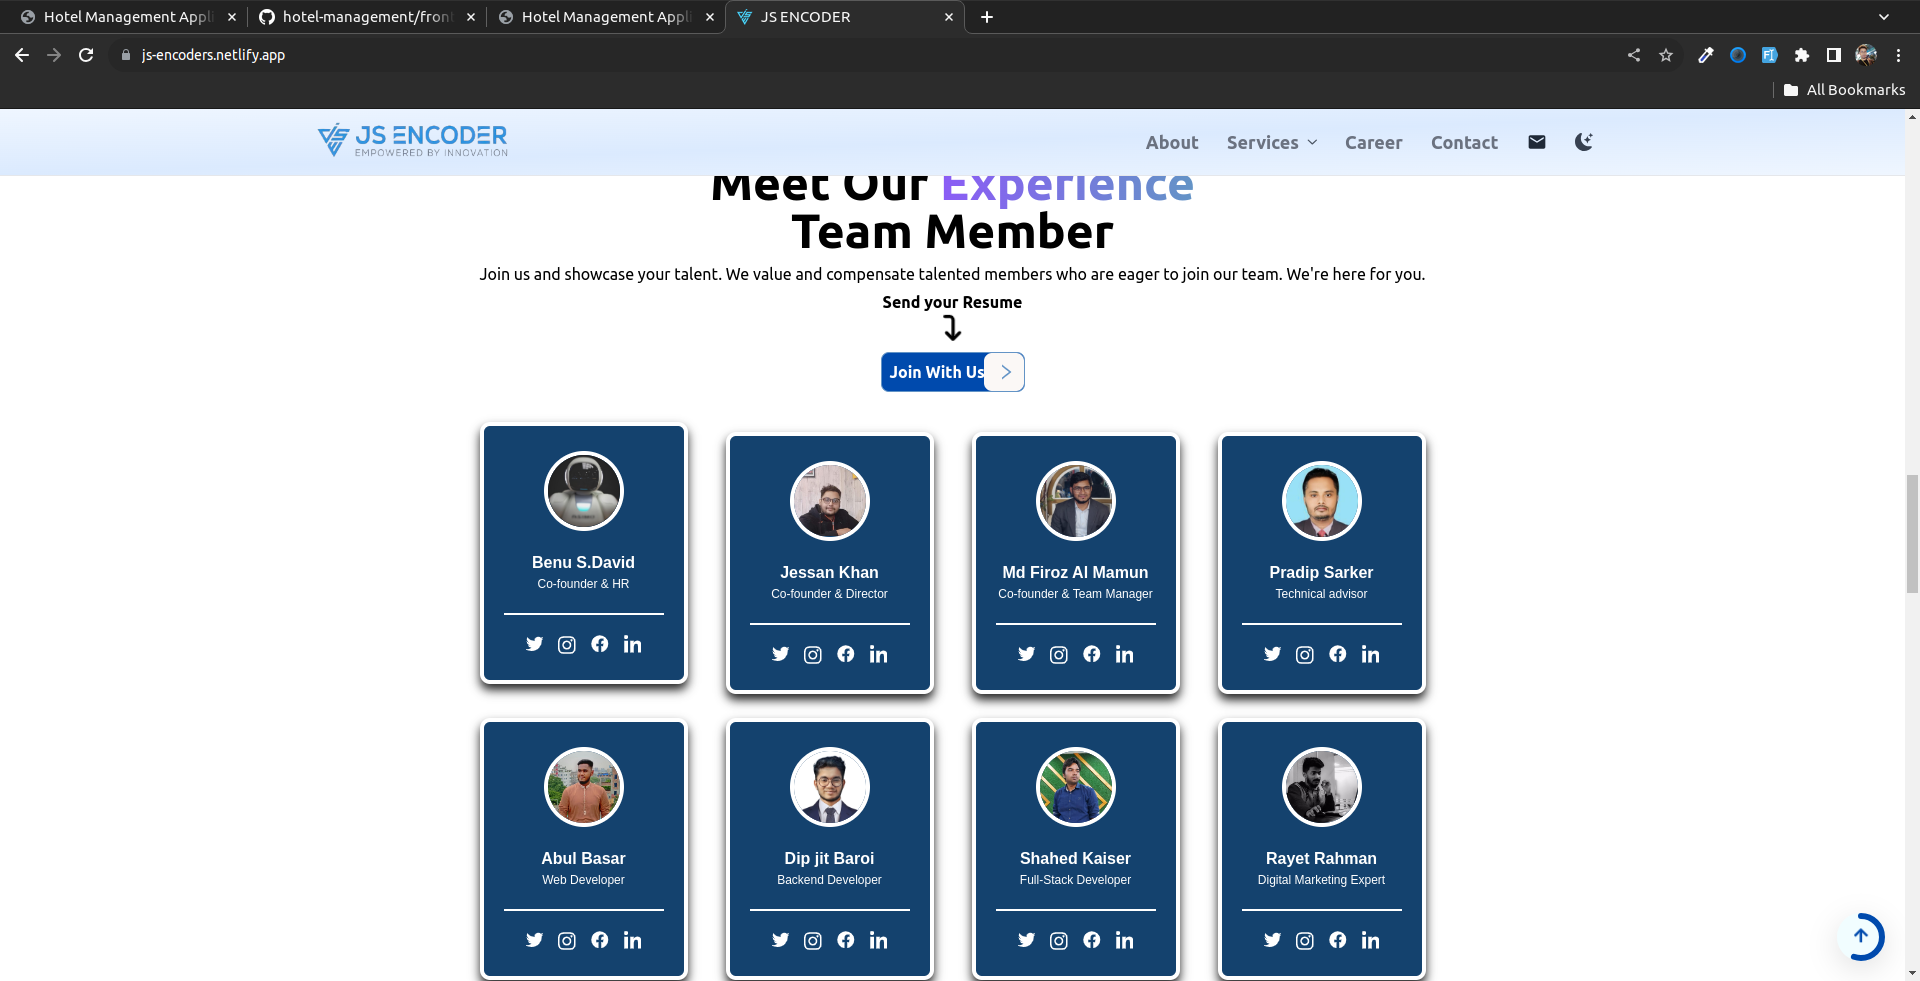 Hotel Management Appli
hotel-management/front
Hotel Management Appli
JS ENCODER
js-encoders.netlify.app
All Bookmarks
JS ENCODER
EMPOWERED BY INNOVATION
About Services Career Contact
Meet Our Experience
Team Member
Join us and showcase your talent. We value and compensate talented members who are eager to join our team. We're here for you.
Send your Resume
Join With Us
Benu S.David
Co-founder & HR
Jessan Khan
Co-founder & Director
Md Firoz Al Mamun
Co-founder & Team Manager
Pradip Sarker
Technical advisor
Abul Basar
Web Developer
Dip jit Baroi
Backend Developer
Shahed Kaiser
Full-Stack Developer
Rayet Rahman
Digital Marketing Expert